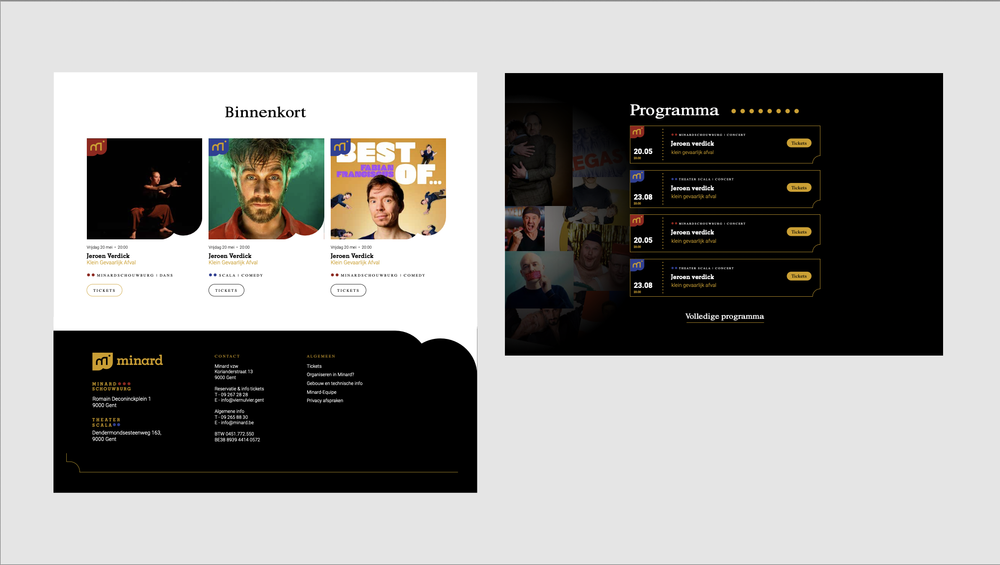 Binnenkort
BEST
FABIAN
FRANCISCUS
OF...
Vrijdag 20 mei • 20:00
Jeroen Verdick
Klein Gevaarlijk Afval
MINARDSCHOUWBURG | DANS
TICKETS
Vrijdag 20 mei • 20:00
Jeroen Verdick
Klein Gevaarlijk Afval
SCALA | COMEDY
TICKETS
Vrijdag 20 mei • 20:00
Jeroen Verdick
Klein Gevaarlijk Afval
MINARDSCHOUWBURG | COMEDY
TICKETS
minard
MINARD
SCHOUWBURG
Romain Deconinckplein 1
9000 Gent
THEATER
SCALA
Dendermondsesteenweg 163,
9000 Gent
CONTACT
Minard vzw
Korianderstraat 13
9000 Gent
Reservatie & info tickets
T - 09 267 28 28
E - info@viernulvier.gent
Algemene info
T - 09 265 88 30
E - info@minard.be
BTW 0451.772.550
BE38 8939 4414 0572
ALGEMEEN
Tickets
Organiseren in Minard?
Gebouw en technische info
Minard-Equipe
Privacy afspraken
Programma
20.05
20:30
MINARDSCHOUWBURG | CONCERT
Jeroen verdick
klein gevaarlijk afval
Tickets
23.08
20:30
THEATER SCALA | CONCERT
Jeroen verdick
klein gevaarlijk afval
Tickets
20.05
20:30
MINARDSCHOUWBURG | CONCERT
Jeroen verdick
klein gevaarlijk afval
Tickets
23.08
20:30
THEATER SCALA | CONCERT
Jeroen verdick
klein gevaarlijk afval
Tickets
Volledige programma